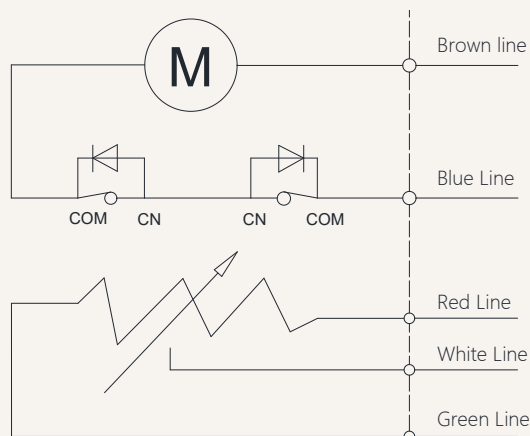 M
Brown line
Blue Line
COM CN CN COM
Red Line
White Line
Green Line